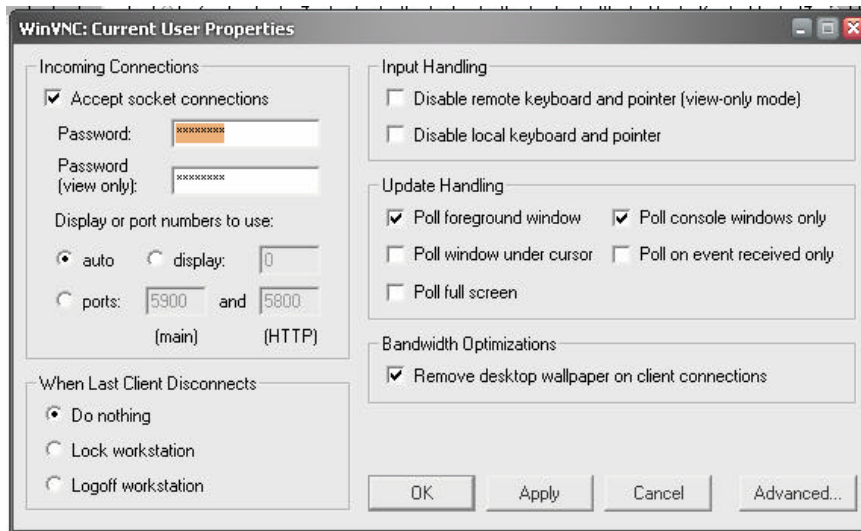 WinVNC: Current User Properties
Incoming Connections
Accept socket connections
Password:
xxxxxxxx
Password
(view only):
xxxxxxxx
Display or port numbers to use:
auto
display:
0
ports:
5900
and
5800
(main)
(HTTP)
When Last Client Disconnects
Do nothing
Lock workstation
Logoff workstation
Input Handling
Disable remote keyboard and pointer (view-only mode)
Disable local keyboard and pointer
Update Handling
Poll foreground window
Poll console windows only
Poll window under cursor
Poll on event received only
Poll full screen
Bandwidth Optimizations
Remove desktop wallpaper on client connections
OK
Apply
Cancel
Advanced...